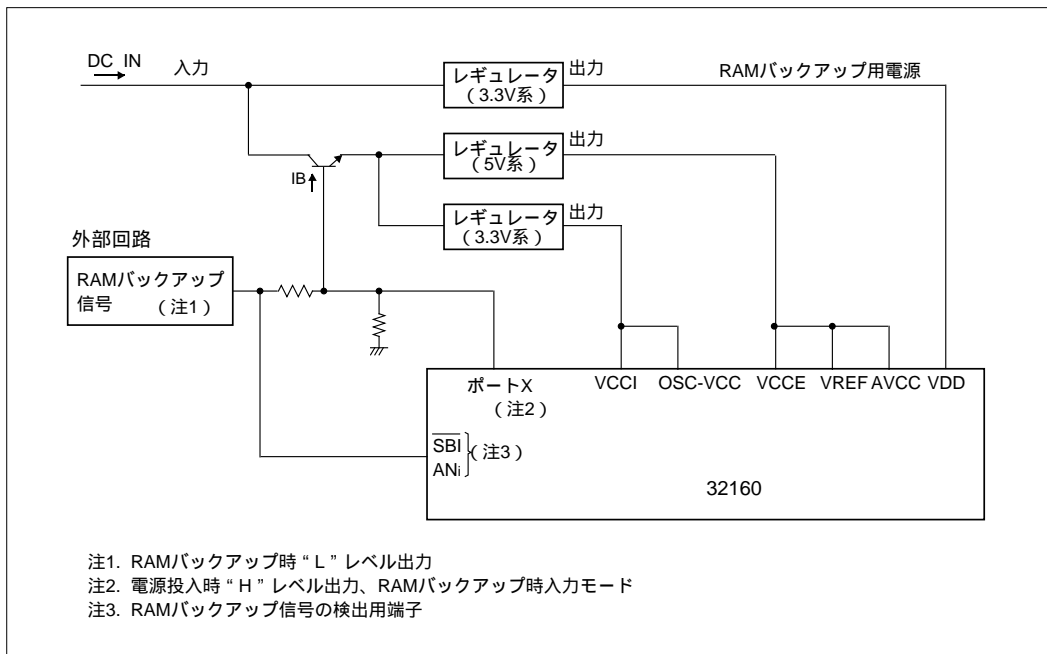 DC IN
入力
レギュレータ
(3.3V系)
出力
RAMバックアップ用電源
レギュレータ
(5V系)
出力
IB
レギュレータ
(3.3V系)
出力
外部回路
RAMバックアップ
信号 (注1)
ポートX
(注2)
VCCI
OSC-VCC
VCCE
VREF
AVCC
VDD
SBI
ANi
(注3)
32160
注1. RAMバックアップ時“L”レベル出力
注2. 電源投入時“H”レベル出力、RAMバックアップ時入力モード
注3. RAMバックアップ信号の検出用端子